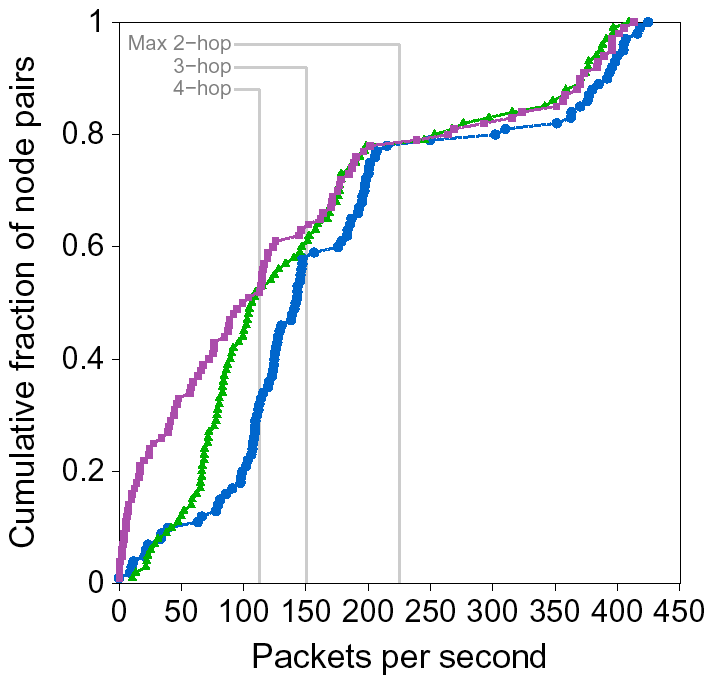 Max 2-hop
3-hop
4-hop
1
0.8
0.6
0.4
0.2
0
Cumulative fraction of node pairs
0 50 100 150 200 250 300 350 400 450
Packets per second